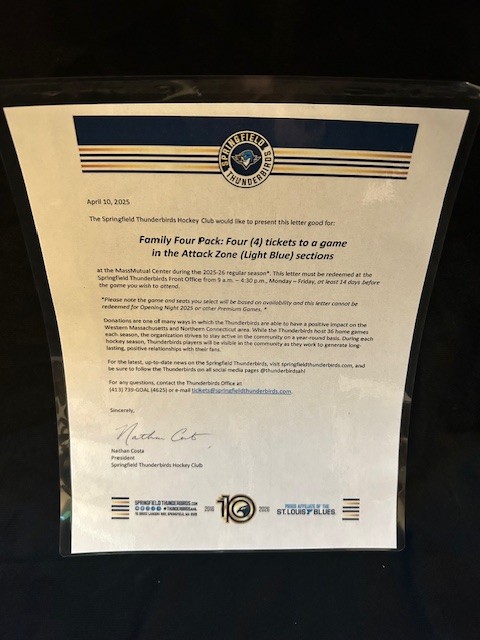 SPRINGFIELD
THUNDERBIRDS
April 10, 2025
The Springfield Thunderbirds Hockey Club would like to present this letter good for:
Family Four Pack: Four (4) tickets to a game
in the Attack Zone (Light Blue) sections
at the MassMutual Center during the 2025-26 regular season*. This letter must be redeemed at the
Springfield Thunderbirds Front Office from 9 a.m. – 4:30 p.m., Monday – Friday, at least 14 days before
the game you wish to attend.
*Please note the game and seats you select will be based on availability and this letter cannot be
redeemed for Opening Night 2025 or other Premium Games. *
Donations are one of many ways in which the Thunderbirds are able to have a positive impact on the
Western Massachusetts and Northern Connecticut area. While the Thunderbirds host 36 home games
each season, the organization strives to stay active in the community on a year-round basis. During each
hockey season, Thunderbirds players will be visible in the community as they work to generate long-
lasting, positive relationships with their fans.
For the latest, up-to-date news on the Springfield Thunderbirds, visit springfieldthunderbirds.com, and
be sure to follow the Thunderbirds on all social media pages @thunderbirdsahl
For any questions, contact the Thunderbirds Office at
(413) 739-GOAL (4625) or e-mail tickets@springfieldthunderbirds.com.
Sincerely,
Nathan Costa
Nathan Costa
President
Springfield Thunderbirds Hockey Club
SPRINGFIELDTHUNDERBIRDS.COM
2016 10 2026
PROUD AFFILIATE OF THE
ST. LOUIS BLUES